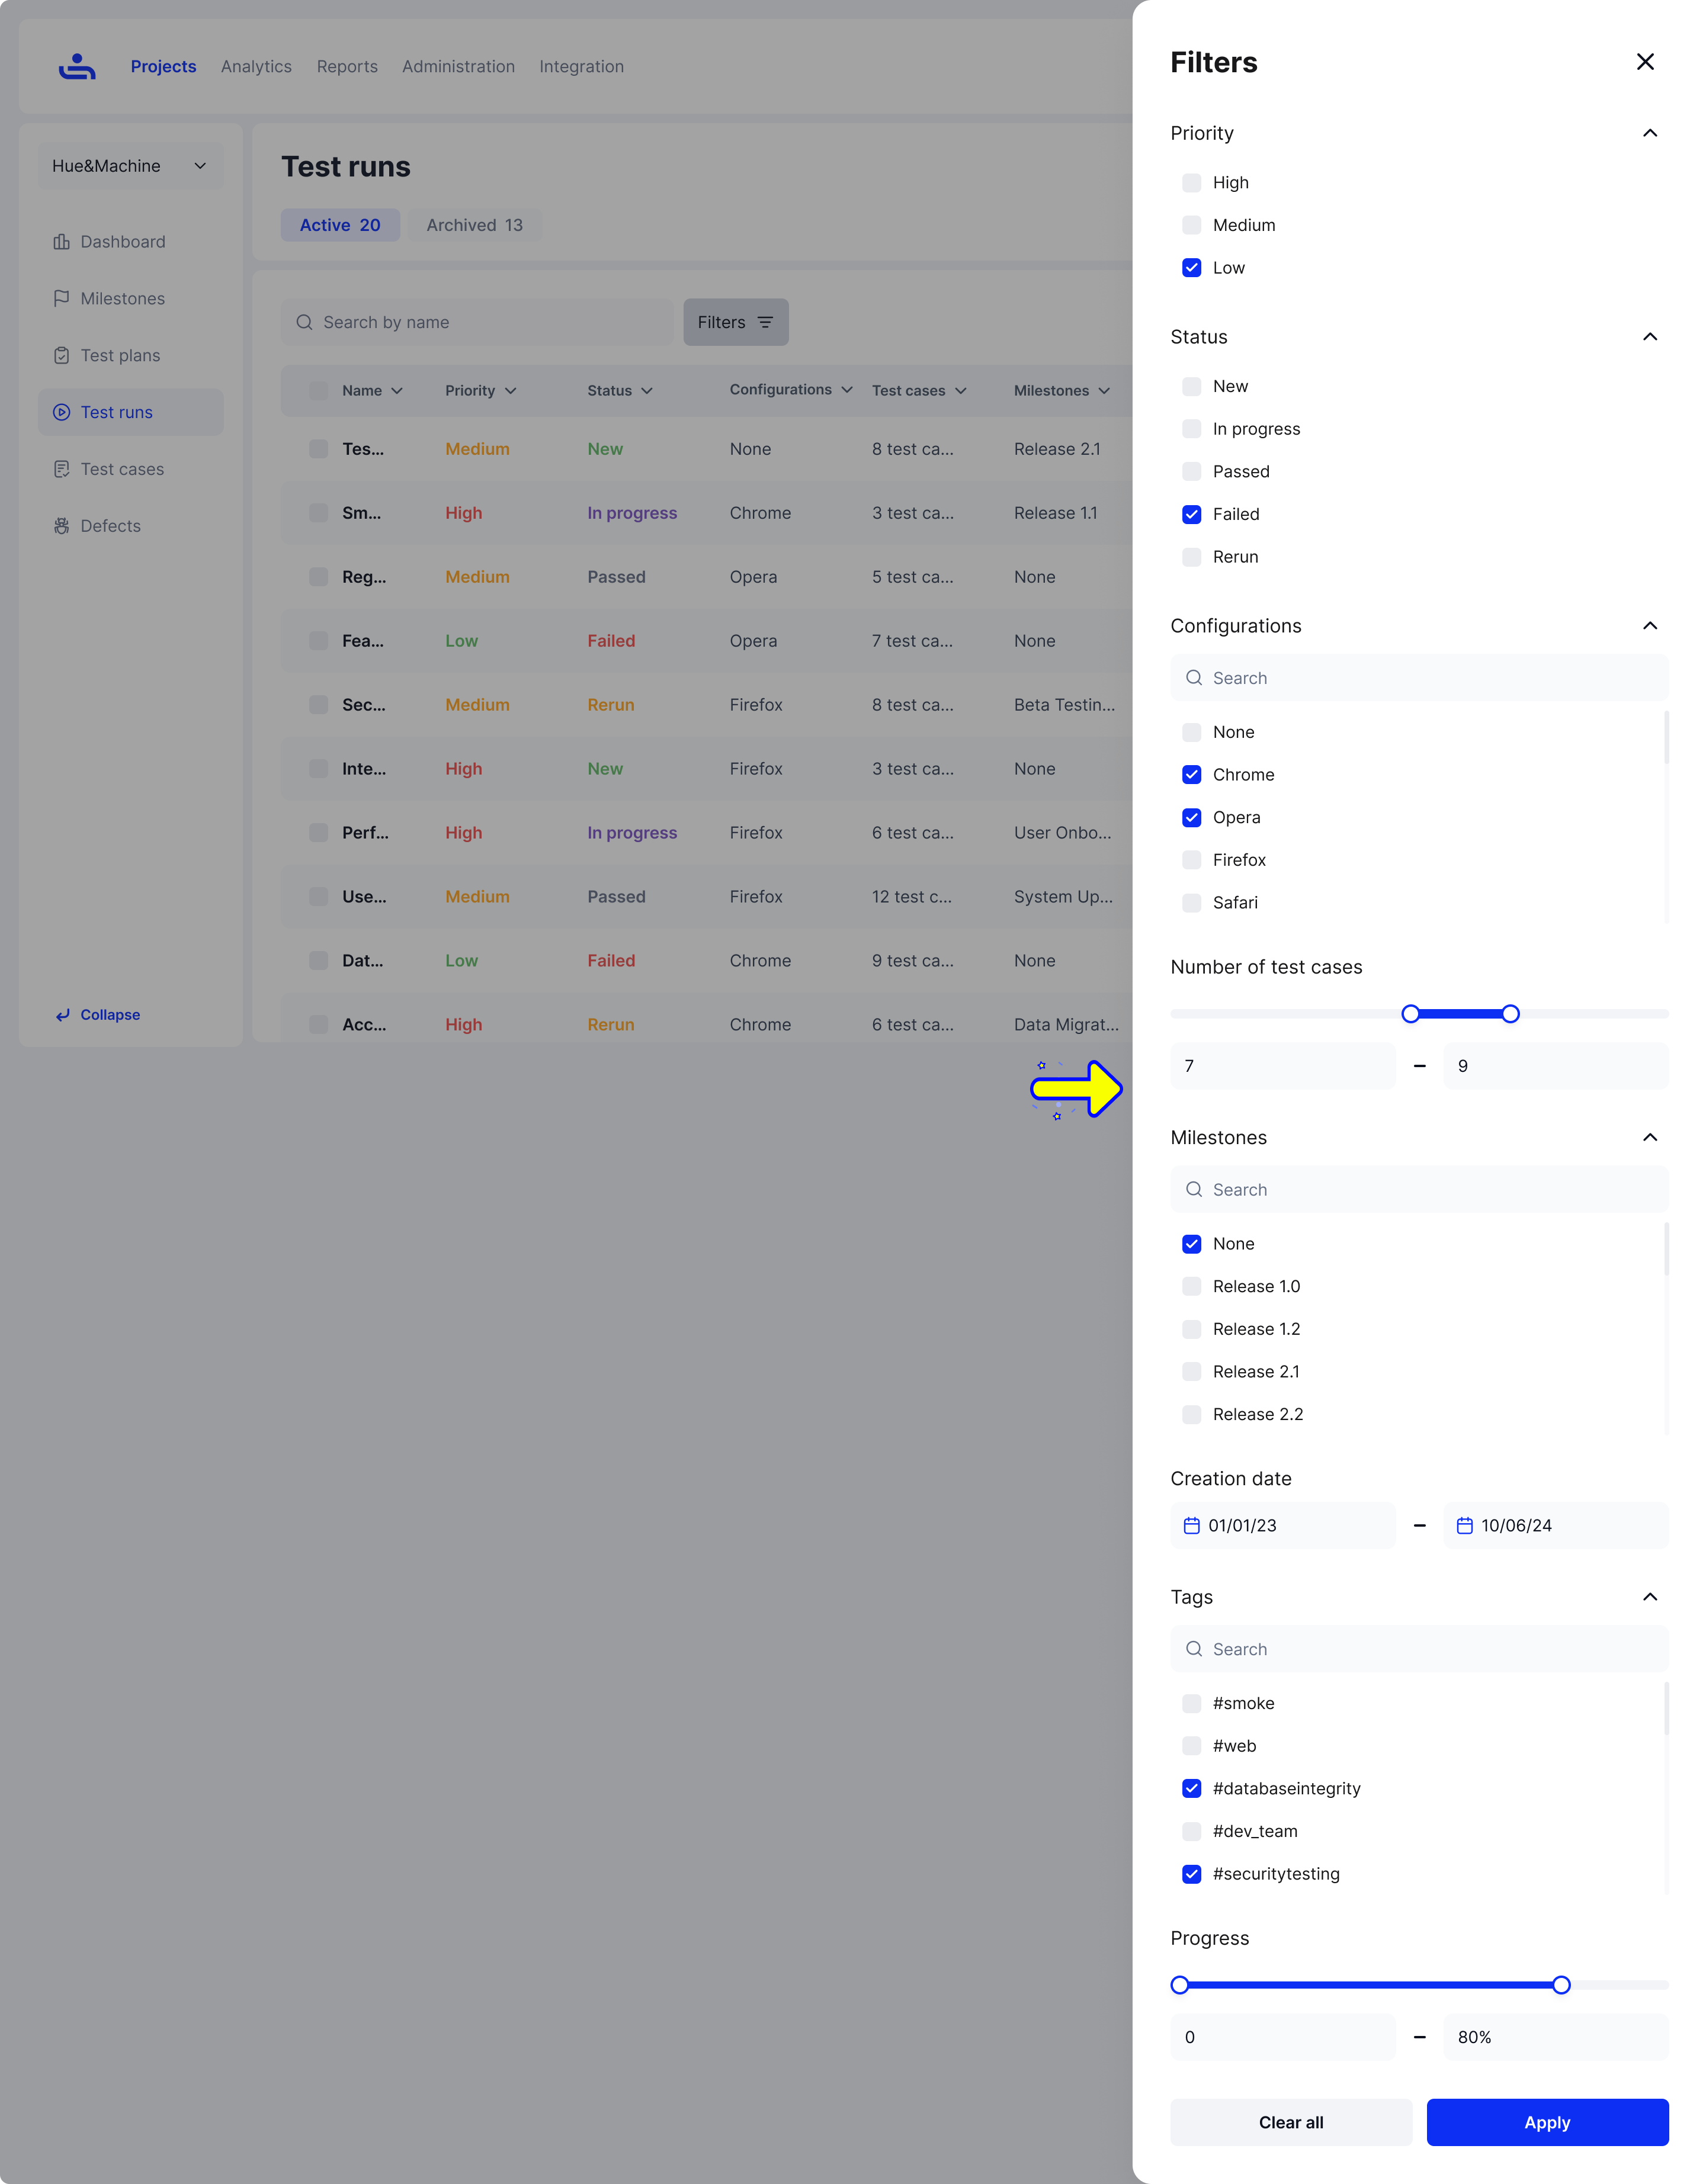 Projects Analytics Reports Administration Integration
Hue&Machine
Dashboard
Milestones
Test plans
Test runs
Test cases
Defects
Collapse
Test runs
Active 20 Archived 13
Search by name Filters
Name Priority Status Configurations Test cases Milestones
Tes... Medium New None 8 test ca... Release 2.1
Sm... High In progress Chrome 3 test ca... Release 1.1
Reg... Medium Passed Opera 5 test ca... None
Fea... Low Failed Opera 7 test ca... None
Sec... Medium Rerun Firefox 8 test ca... Beta Testin...
Inte... High New Firefox 3 test ca... None
Perf... High In progress Firefox 6 test ca... User Onbo...
Use... Medium Passed Firefox 12 test c... System Up...
Dat... Low Failed Chrome 9 test ca... None
Acc... High Rerun Chrome 6 test ca... Data Migrat...
Filters
Priority
High
Medium
Low
Status
New
In progress
Passed
Failed
Rerun
Configurations
Search
None
Chrome
Opera
Firefox
Safari
Number of test cases
7 – 9
Milestones
Search
None
Release 1.0
Release 1.2
Release 2.1
Release 2.2
Creation date
01/01/23 – 10/06/24
Tags
Search
#smoke
#web
#databaseintegrity
#dev_team
#securitytesting
Progress
0 – 80%
Clear all Apply